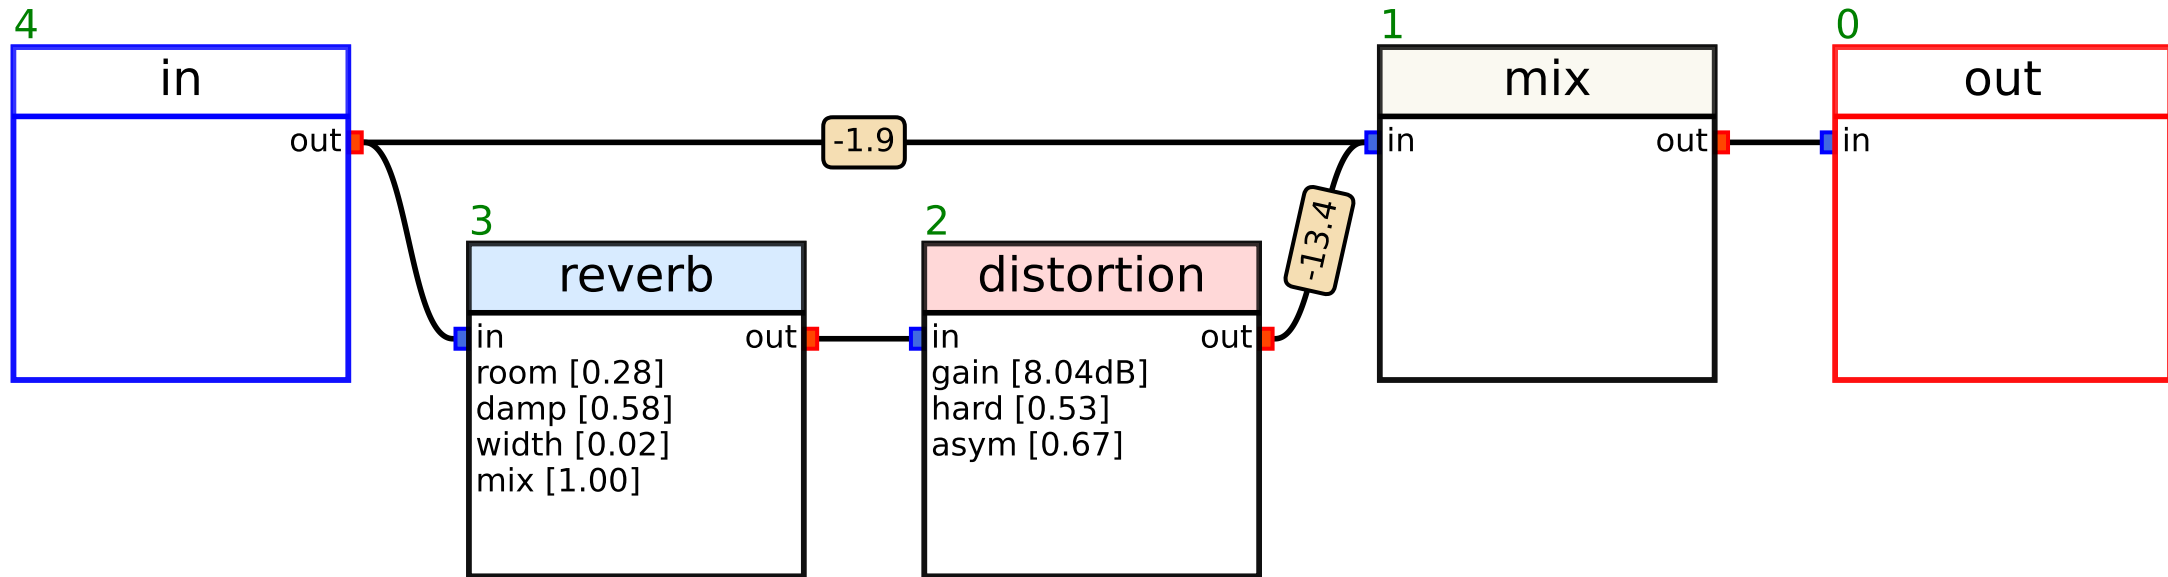 4
in
out
-1.9
3
reverb
in
out
room [0.28]
damp [0.58]
width [0.02]
mix [1.00]
2
distortion
in
out
gain [8.04dB]
hard [0.53]
asym [0.67]
-13.4
1
mix
in
out
0
out
in